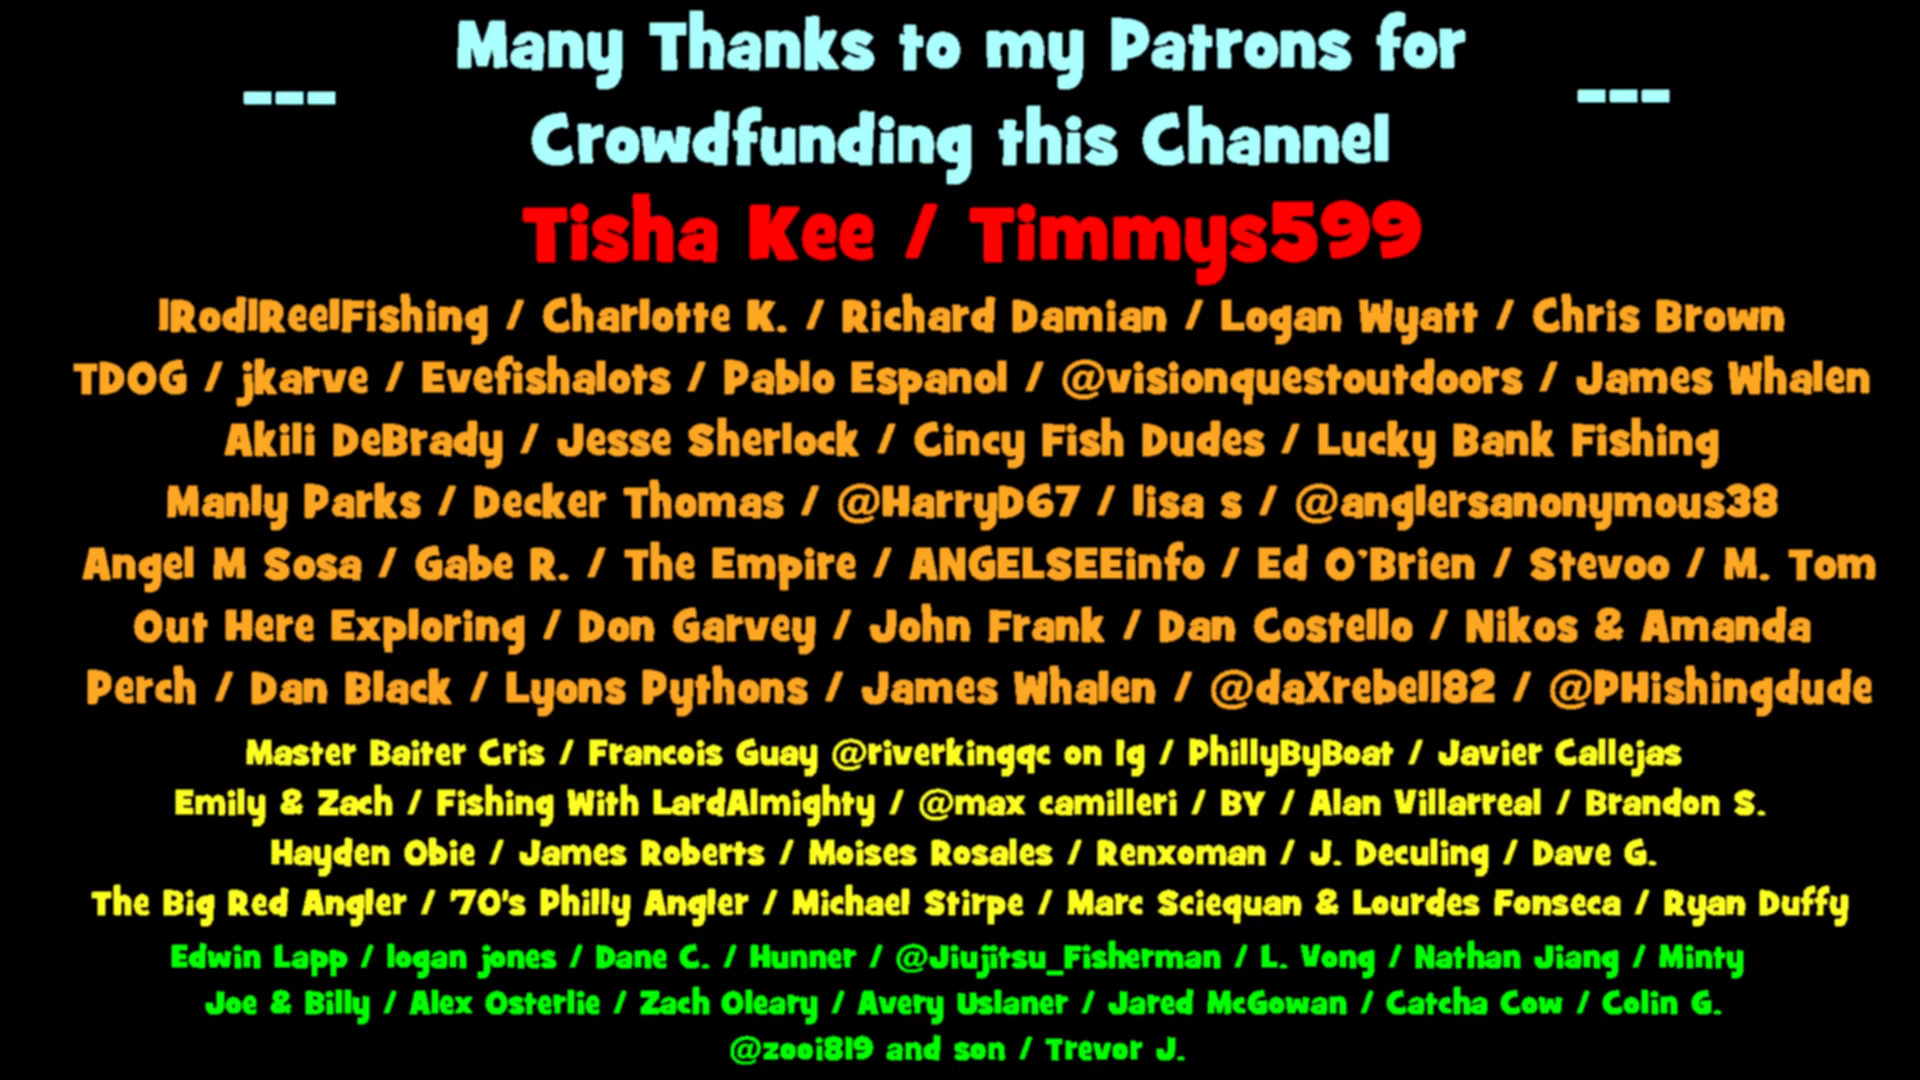 Many Thanks to my Patrons for
--- Crowdfunding this Channel ---
Tisha Kee / Timmys599
1Rod1ReelFishing / Charlotte K. / Richard Damian / Logan Wyatt / Chris Brown
TDOG / jkarve / Evefishalots / Pablo Espanol / @visionquestoutdoors / James Whalen
Akili DeBrady / Jesse Sherlock / Cincy Fish Dudes / Lucky Bank Fishing
Manly Parks / Decker Thomas / @HarryD67 / lisa s / @anglersanonymous38
Angel M Sosa / Gabe R. / The Empire / ANGELSEEinfo / Ed O'Brien / Stevoo / M. Tom
Out Here Exploring / Don Garvey / John Frank / Dan Costello / Nikos & Amanda
Perch / Dan Black / Lyons Pythons / James Whalen / @daXrebell82 / @PHishingdude
Master Baiter Cris / Francois Guay @riverkingqc on Ig / PhillyByBoat / Javier Callejas
Emily & Zach / Fishing With LardAlmighty / @max camilleri / BY / Alan Villarreal / Brandon S.
Hayden Obie / James Roberts / Moises Rosales / Renxoman / J. Deculing / Dave G.
The Big Red Angler / 70's Philly Angler / Michael Stirpe / Marc Sciequan & Lourdes Fonseca / Ryan Duffy
Edwin Lapp / logan jones / Dane C. / Hunner / @Jiujitsu_Fisherman / L. Vong / Nathan Jiang / Minty
Joe & Billy / Alex Osterlie / Zach Oleary / Avery Uslaner / Jared McGowan / Catcha Cow / Colin G.
@zooi819 and son / Trevor J.